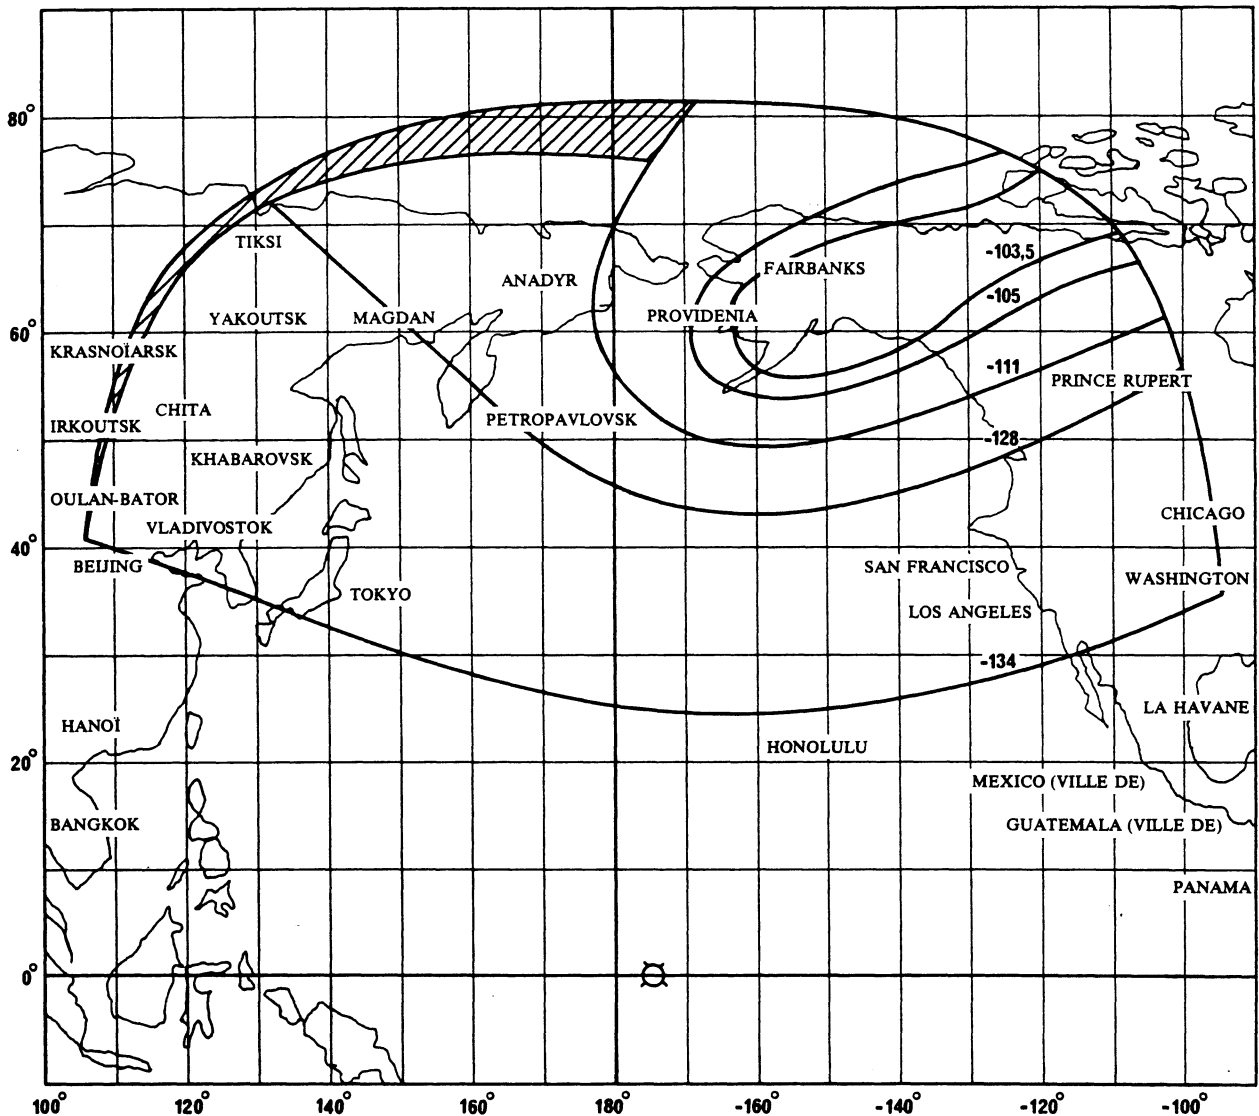 80°
TIKSI
-103,5
FAIRBANKS
ANADYR
-105
YAKOUTSK
MAGDAN
PROVIDENIA
60°
KRASNOÏARSK
-111
PRINCE RUPERT
CHITA
PETROPAVLOVSK
IRKOUTSK
-128
KHABAROVSK
OULAN-BATOR
CHICAGO
VLADIVOSTOK
40°
BEIJING
SAN FRANCISCO
WASHINGTON
TOKYO
LOS ANGELES
-134
LA HAVANE
HANOÏ
HONOLULU
20°
MEXICO (VILLE DE)
BANGKOK
GUATEMALA (VILLE DE)
PANAMA
0°
100° 120° 140° 160° 180° -160° -140° -120° -100°